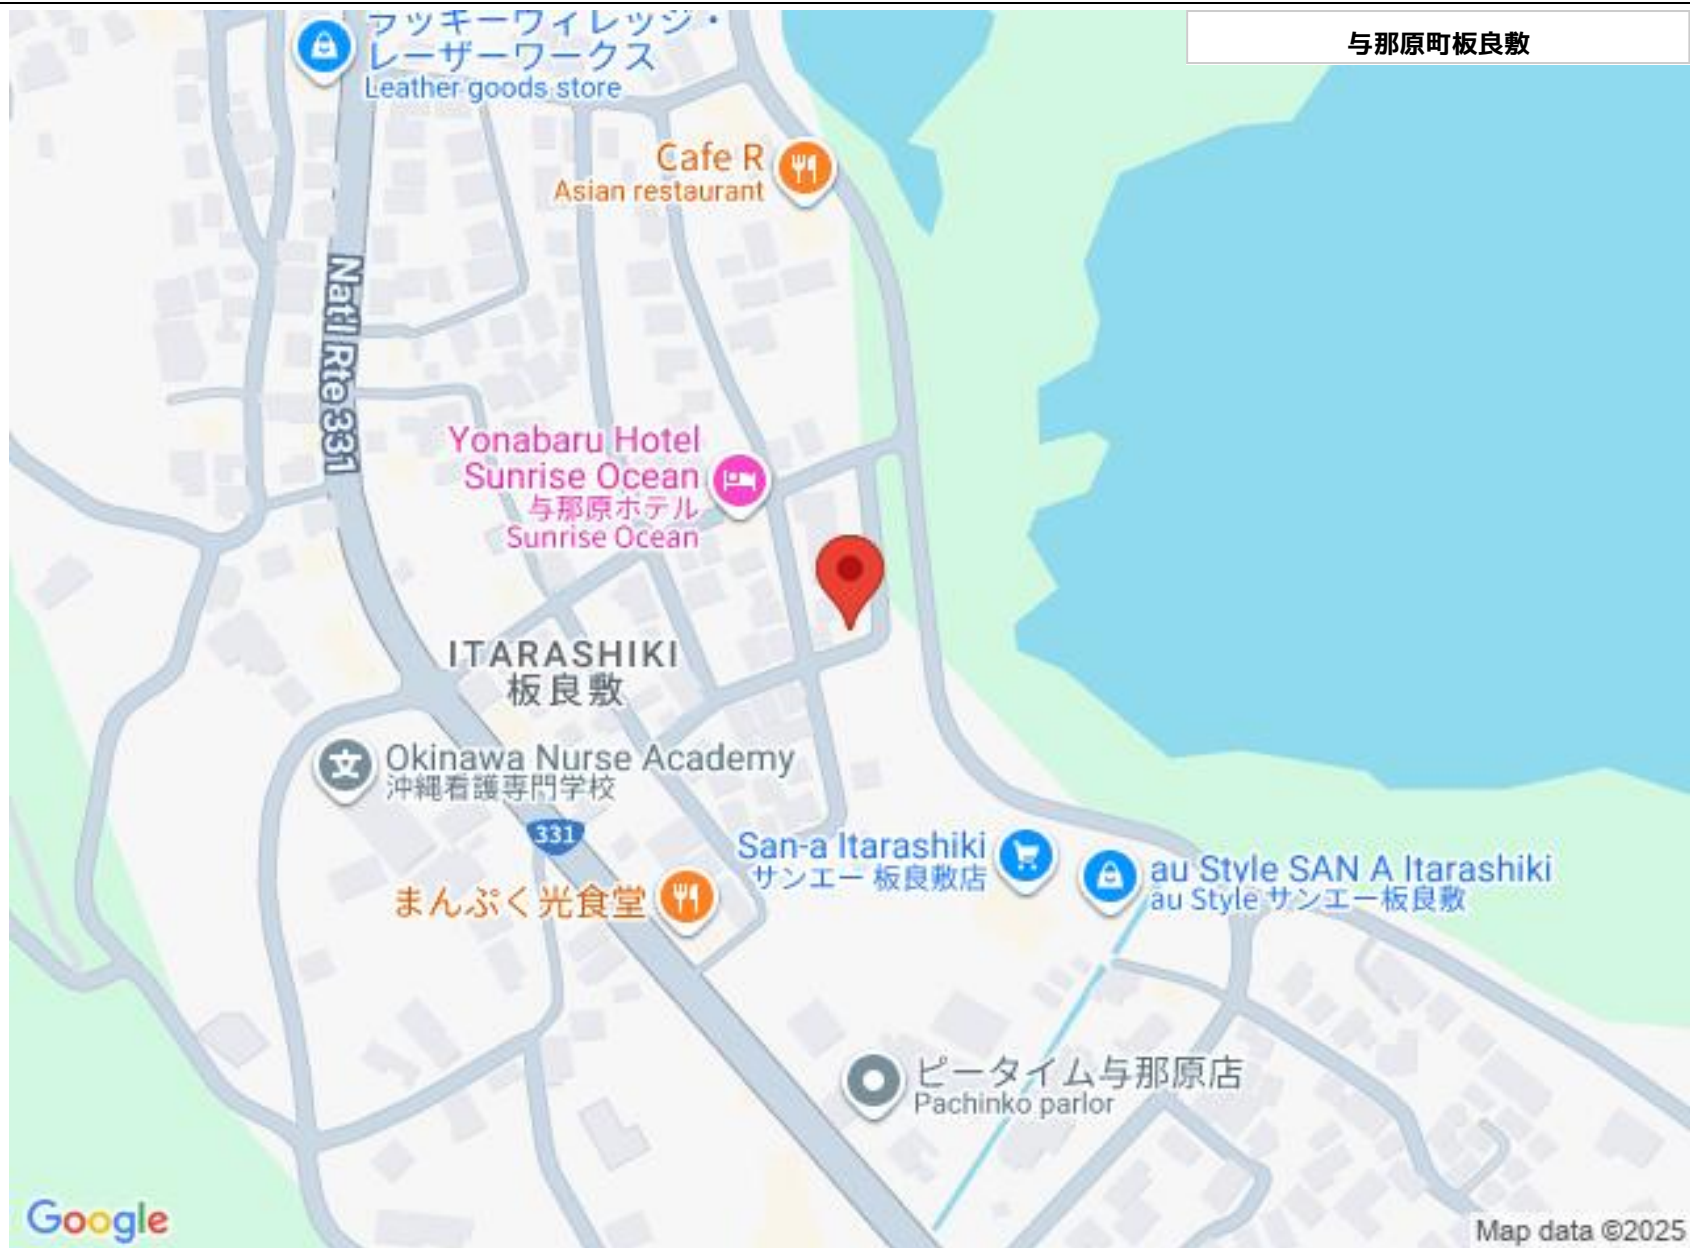 ラッキーヴィレッジ・
レーザーワークス
Leather goods store
与那原町板良敷
Cafe R
Asian restaurant
Nat'l Rte 331
Yonabaru Hotel
Sunrise Ocean
与那原ホテル
Sunrise Ocean
ITARASHIKI
板良敷
Okinawa Nurse Academy
沖縄看護専門学校
331
San-a Itarashiki
サンエー 板良敷店
au Style SAN A Itarashiki
au Style サンエー板良敷
まんぷく光食堂
ピータイム与那原店
Pachinko parlor
Google
Map data ©2025